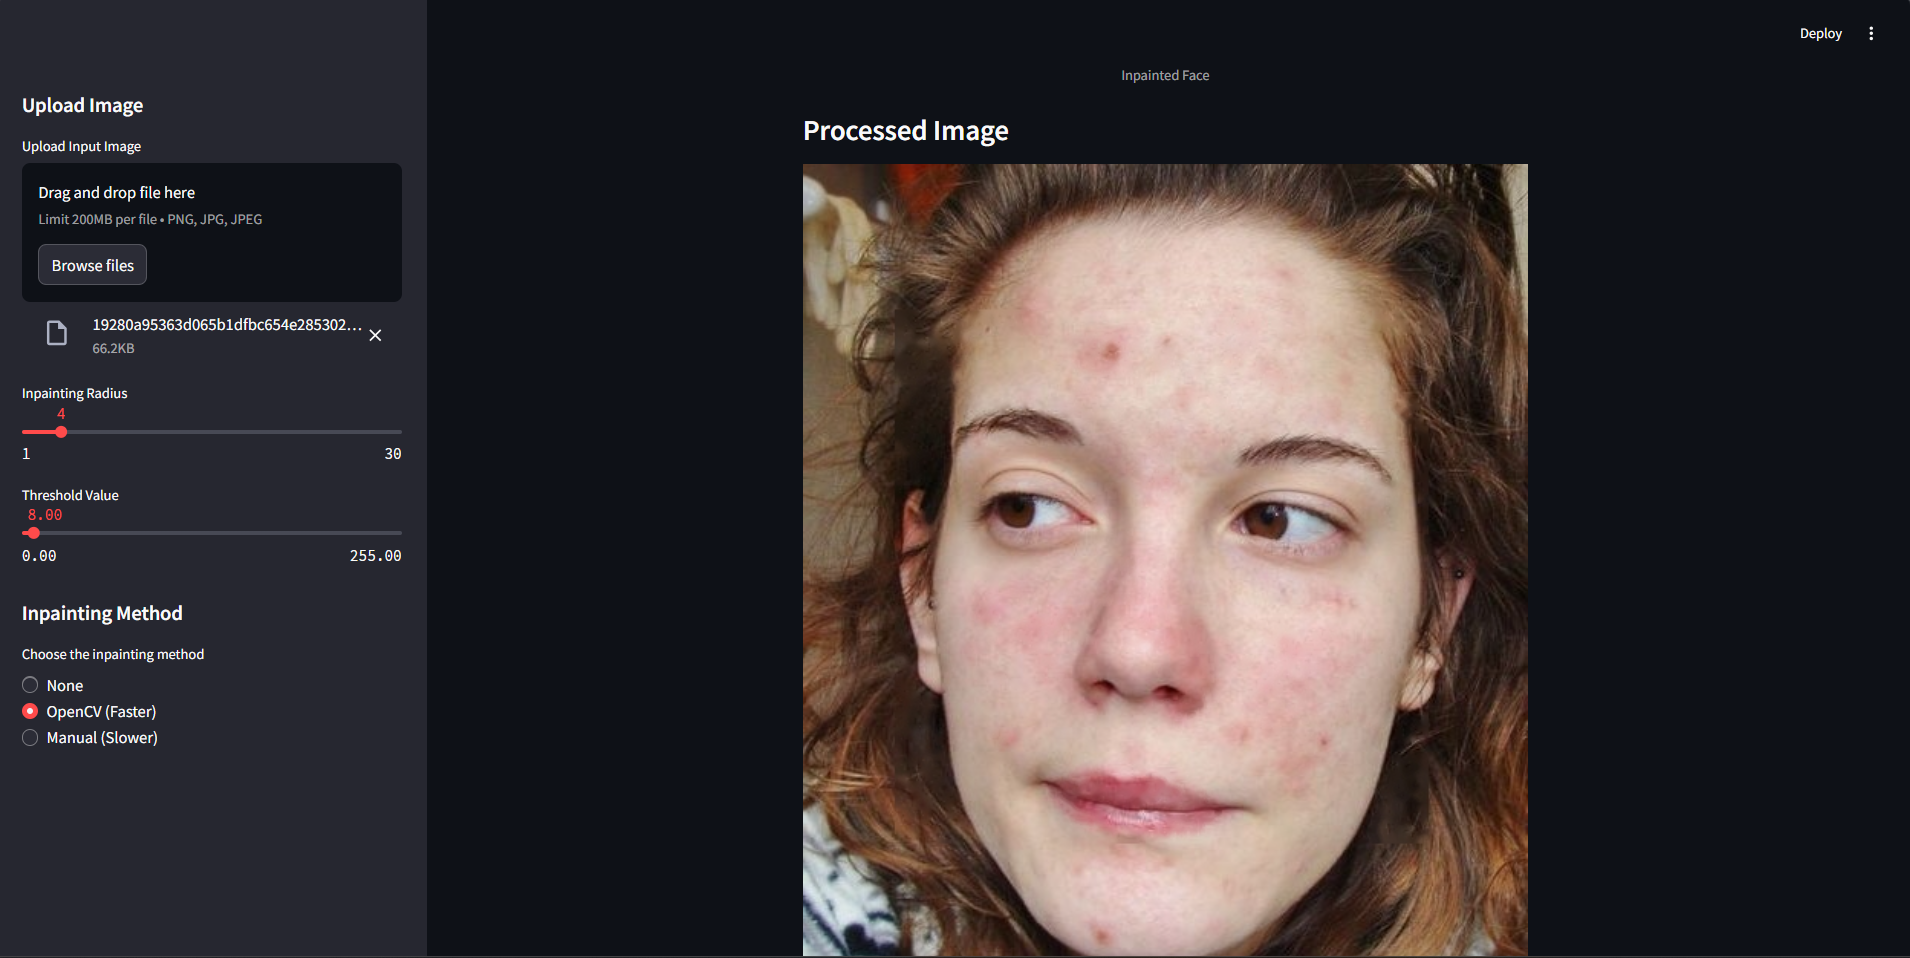 Deploy
Upload Image
Upload Input Image
Drag and drop file here
Limit 200MB per file • PNG, JPG, JPEG
Browse files
19280a95363d065b1dfbc654e285302...
66.2KB
Inpainting Radius
4
1 30
Threshold Value
8.00
0.00 255.00
Inpainting Method
Choose the inpainting method
None
OpenCV (Faster)
Manual (Slower)
Inpainted Face
Processed Image